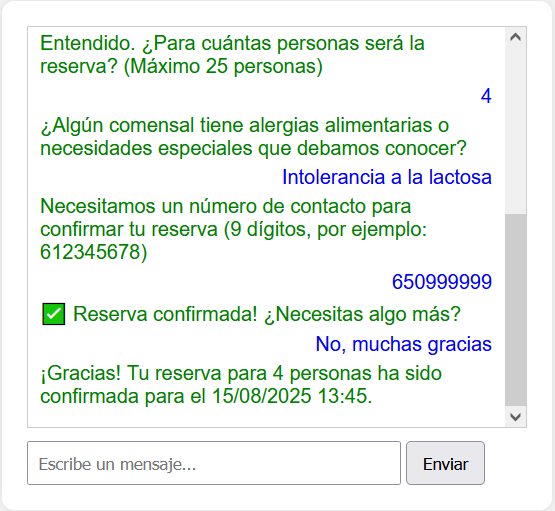 Entendido. ¿Para cuántas personas será la
reserva? (Máximo 25 personas)
4
¿Algún comensal tiene alergias alimentarias o
necesidades especiales que debamos conocer?
Intolerancia a la lactosa
Necesitamos un número de contacto para
confirmar tu reserva (9 dígitos, por ejemplo:
612345678)
650999999
✅ Reserva confirmada! ¿Necesitas algo más?
No, muchas gracias
¡Gracias! Tu reserva para 4 personas ha sido
confirmada para el 15/08/2025 13:45.
Escribe un mensaje...
Enviar